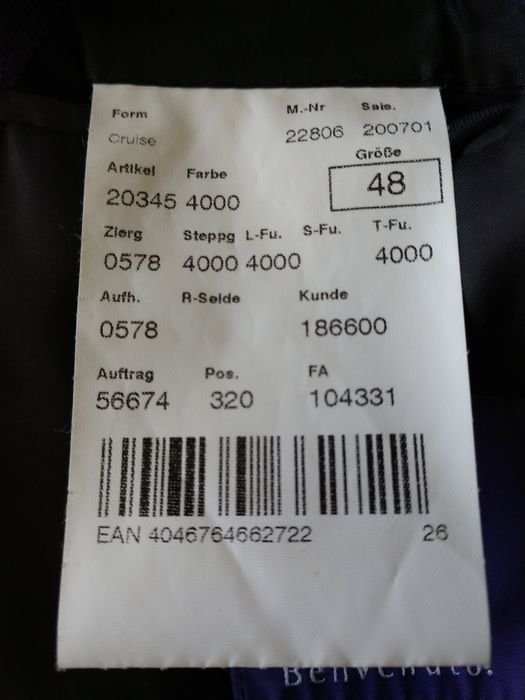 Form M.-Nr Sais.
Cruise 22806 200701
Artikel Farbe Größe
20345 4000 48
Zierg Steppg L-Fu. S-Fu. T-Fu.
0578 4000 4000 4000
Aufh. R-Seide Kunde
0578 186600
Auftrag Pos. FA
56674 320 104331
EAN 4046764662722 26
Benvenuto.